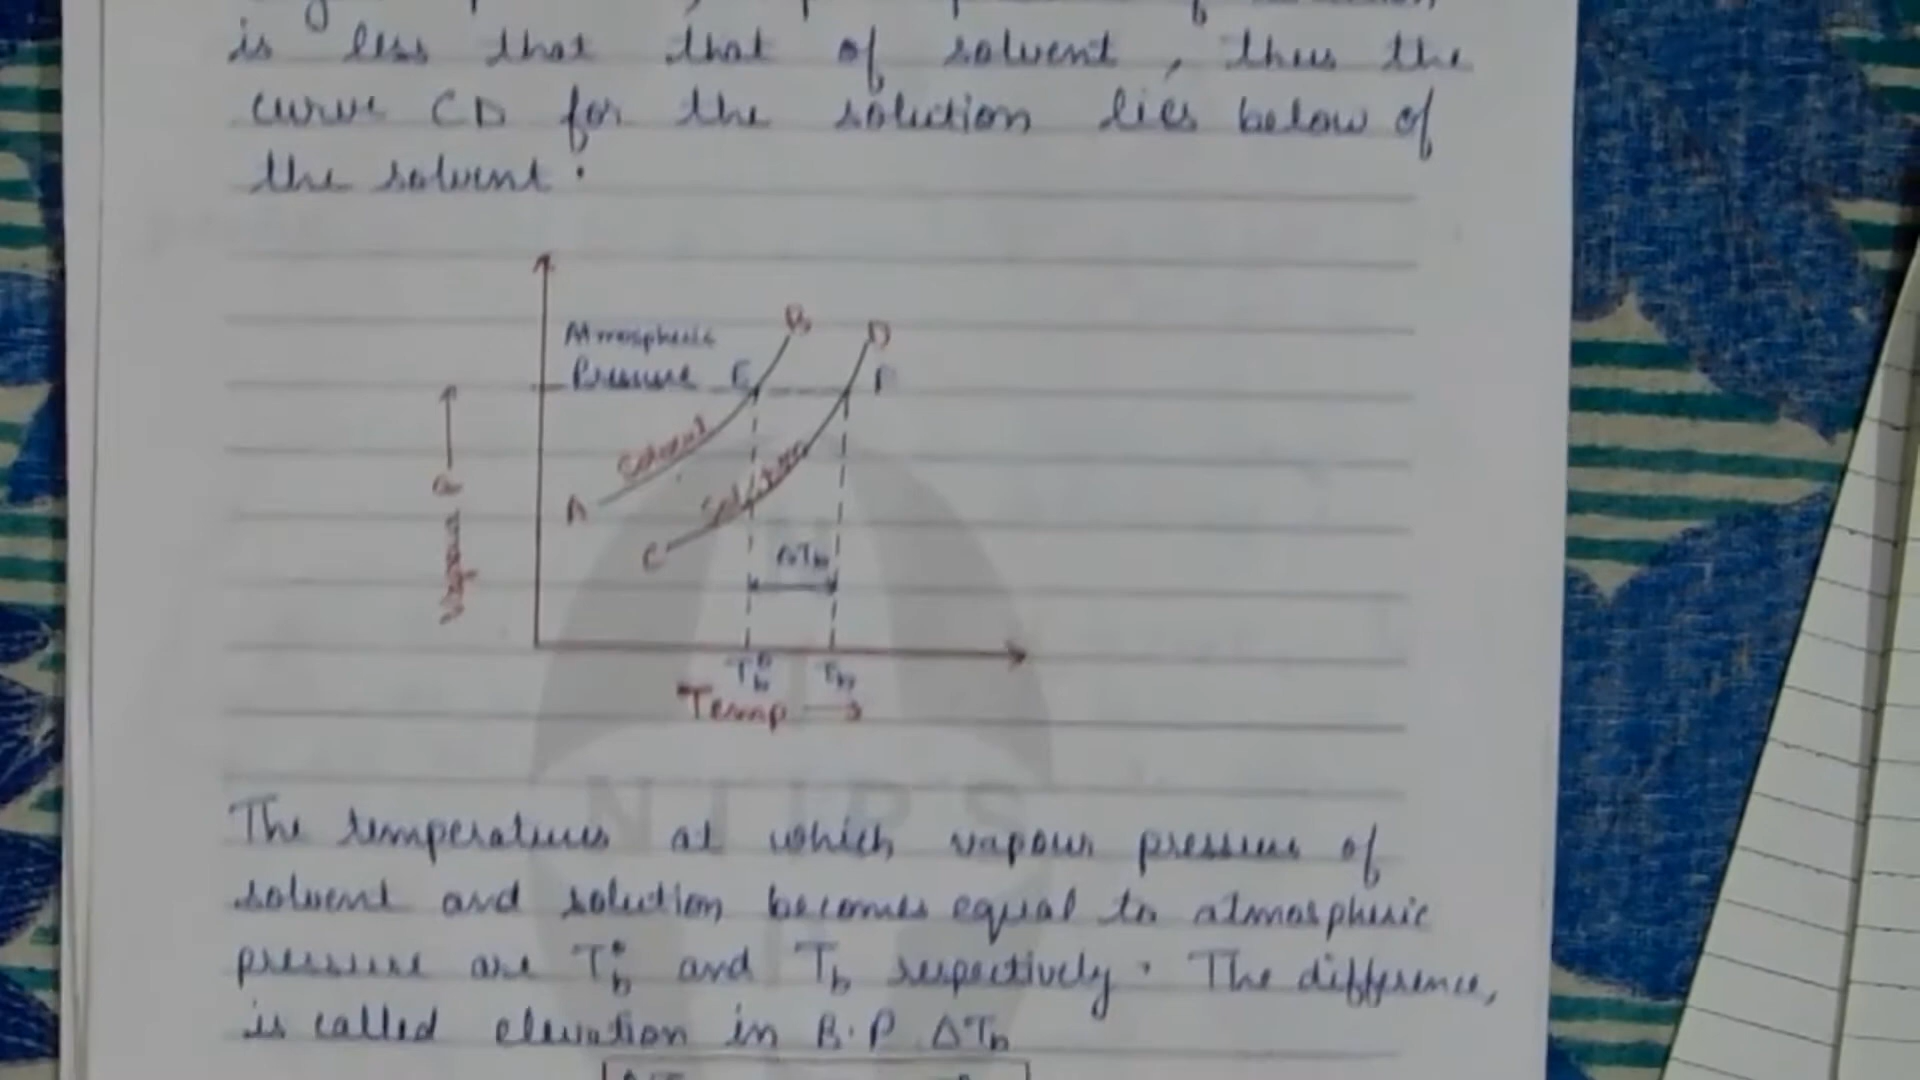 is less that that of solvent, thus the
curve CD for the solution lies below of
the solvent.
B
D
Atmospheric
Pressure E F
Solvent
A
Solution
C
Vapour P
ΔTb
Tb° Tb
Temp
NIIPS
The temperatures at which vapour pressure of
solvent and solution becomes equal to atmospheric
pressure are Tb° and Tb respectively. The difference,
is called elevation in B.P ΔTb